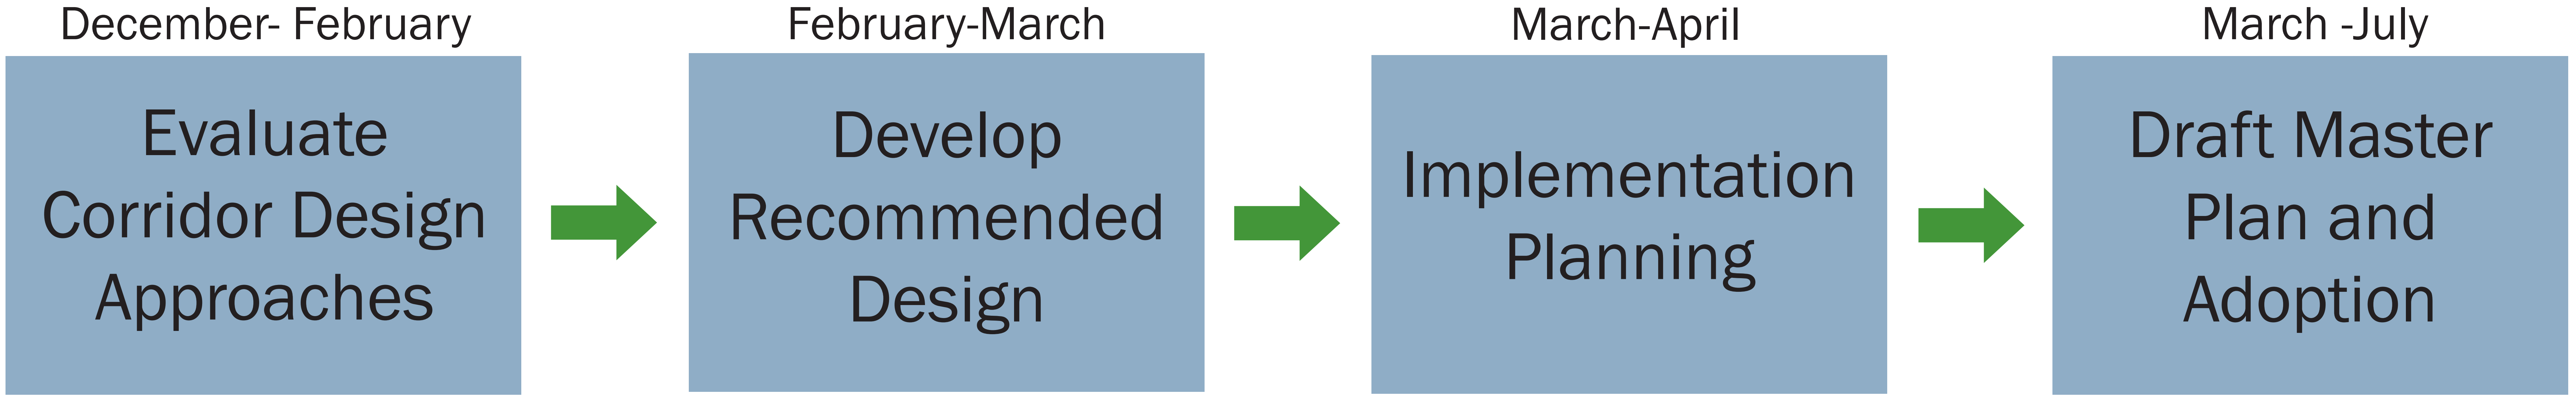 December- February
Evaluate
Corridor Design
Approaches
February-March
Develop
Recommended
Design
March-April
Implementation
Planning
March -July
Draft Master
Plan and
Adoption